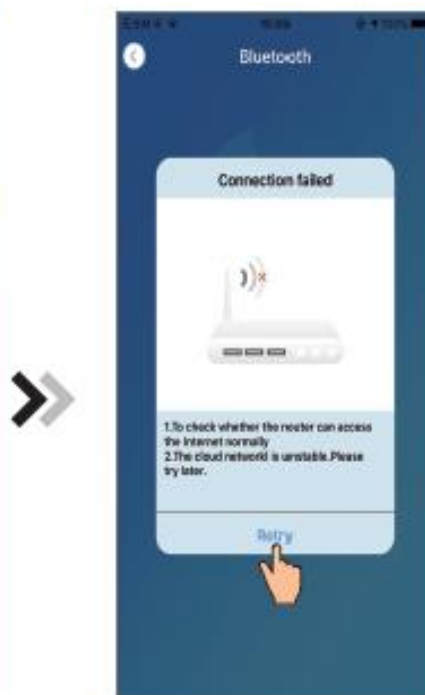 Bluetooth
Connection failed
1.To check whether the router can access
the Internet normally
2.The cloud network is unstable.Please
try later.
Retry